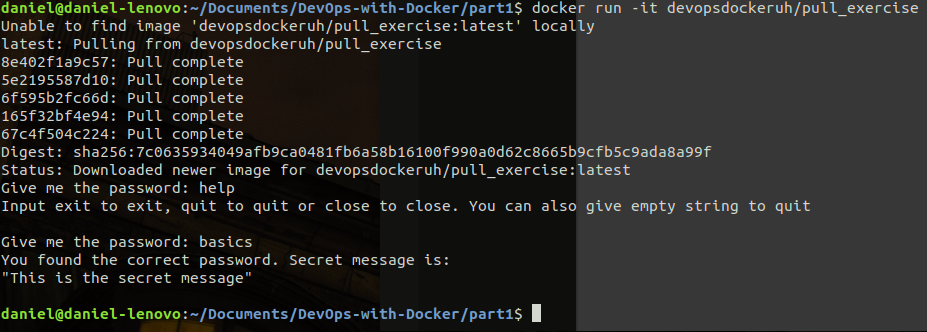 daniel@daniel-lenovo:~/Documents/DevOps-with-Docker/part1$ docker run -it devopsdockeruh/pull_exercise
Unable to find image 'devopsdockeruh/pull_exercise:latest' locally
latest: Pulling from devopsdockeruh/pull_exercise
8e402f1a9c57: Pull complete
5e2195587d10: Pull complete
6f595b2fc66d: Pull complete
165f32bf4e94: Pull complete
67c4f504c224: Pull complete
Digest: sha256:7c0635934049afb9ca0481fb6a58b16100f990a0d62c8665b9cfb5c9ada8a99f
Status: Downloaded newer image for devopsdockeruh/pull_exercise:latest
Give me the password: help
Input exit to exit, quit to quit or close to close. You can also give empty string to quit
Give me the password: basics
You found the correct password. Secret message is:
"This is the secret message"
daniel@daniel-lenovo:~/Documents/DevOps-with-Docker/part1$